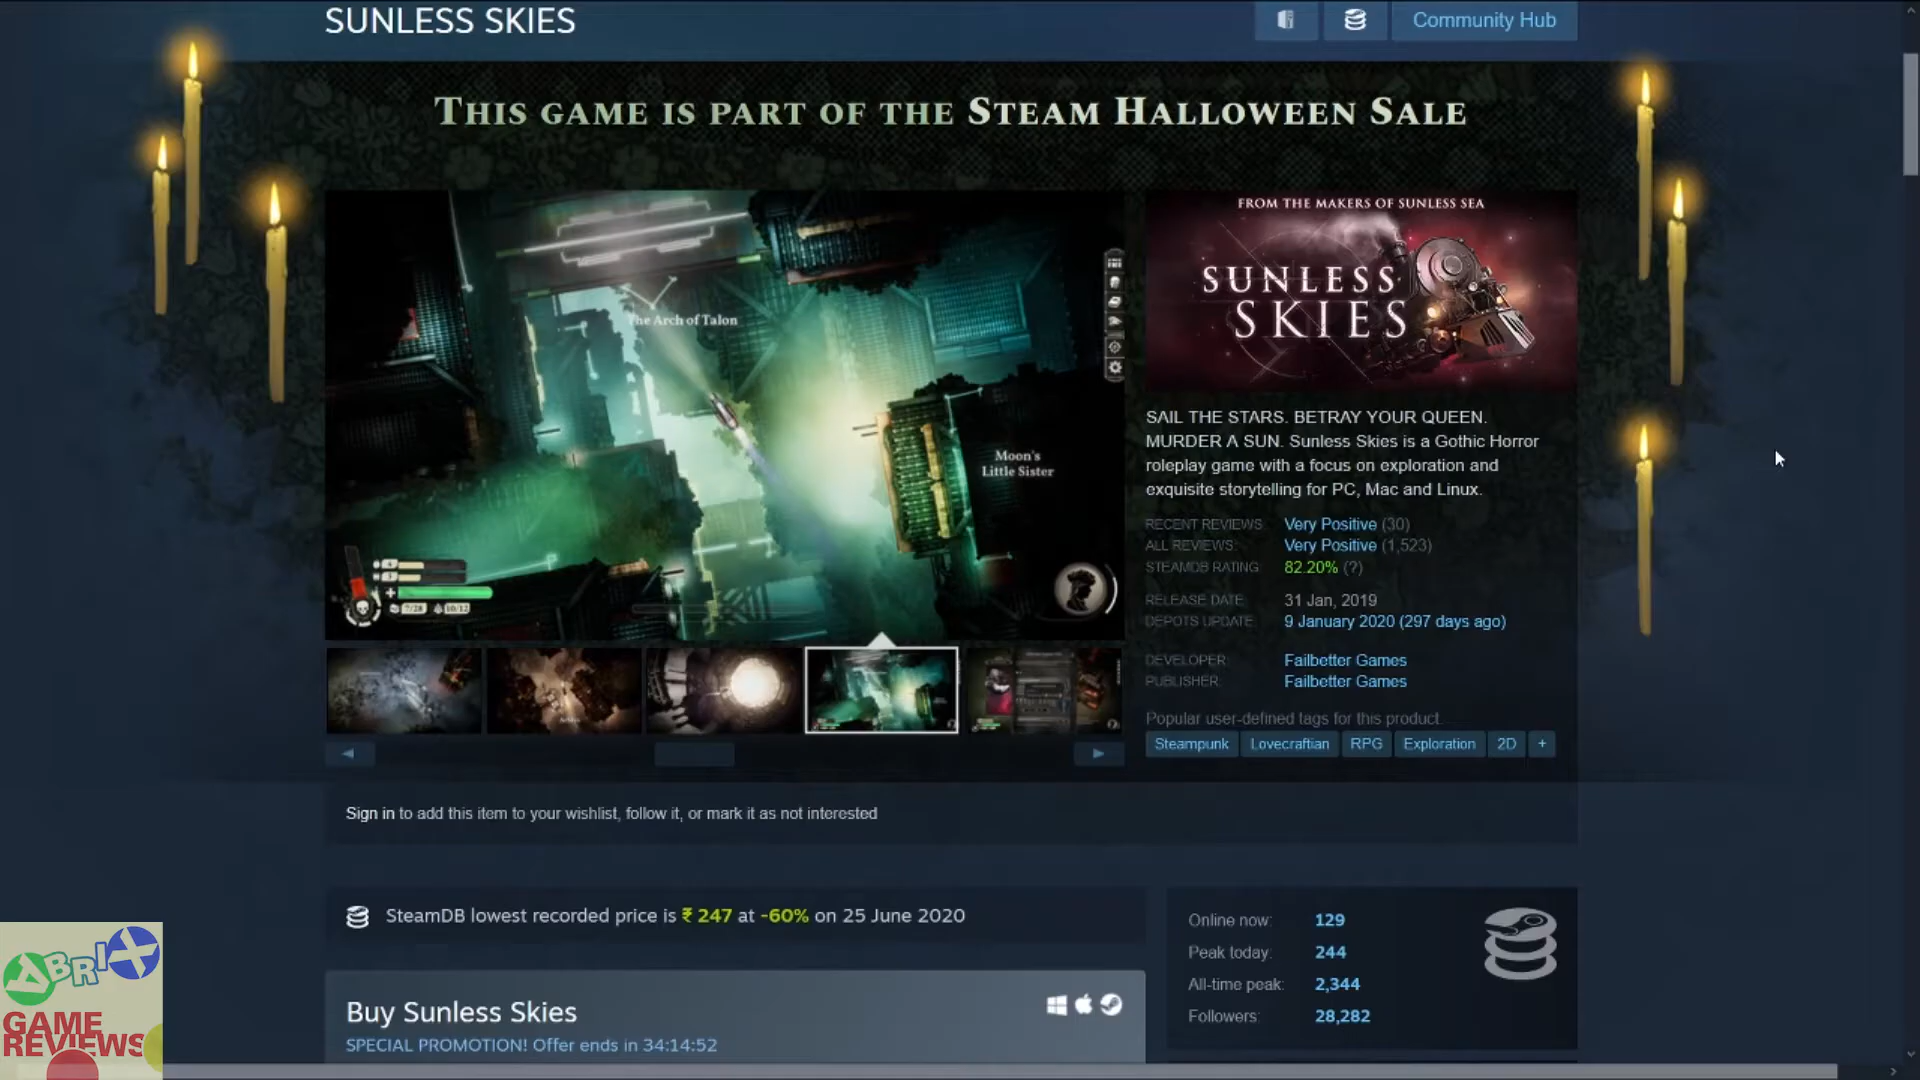 SUNLESS SKIES
Community Hub
THIS GAME IS PART OF THE STEAM HALLOWEEN SALE
The Arch of Talon
Moon's
Little Sister
7/28
10/12
FROM THE MAKERS OF SUNLESS SEA
SUNLESS
SKIES
SAIL THE STARS. BETRAY YOUR QUEEN.
MURDER A SUN. Sunless Skies is a Gothic Horror
roleplay game with a focus on exploration and
exquisite storytelling for PC, Mac and Linux.
RECENT REVIEWS: Very Positive (30)
ALL REVIEWS: Very Positive (1,523)
STEAMDB RATING: 82.20% (?)
RELEASE DATE: 31 Jan, 2019
DEPOTS UPDATE: 9 January 2020 (297 days ago)
DEVELOPER: Failbetter Games
PUBLISHER: Failbetter Games
Popular user-defined tags for this product:
Steampunk Lovecraftian RPG Exploration 2D +
Sign in to add this item to your wishlist, follow it, or mark it as not interested
SteamDB lowest recorded price is ₹ 247 at -60% on 25 June 2020
Online now: 129
Peak today: 244
All-time peak: 2,344
Followers: 28,282
Buy Sunless Skies
SPECIAL PROMOTION! Offer ends in 34:14:52
ABRIX
GAME
REVIEWS